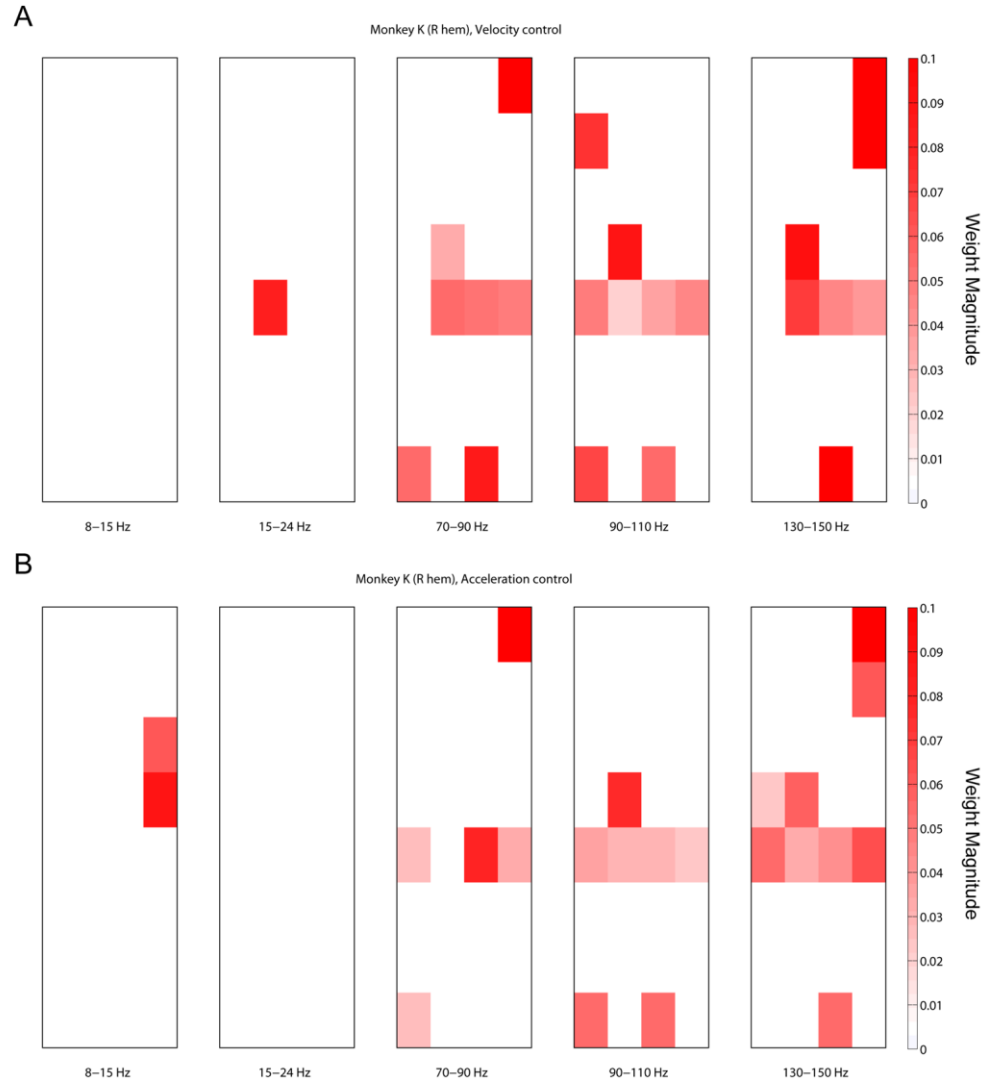 A
Monkey K (R hem), Velocity control
0.1
0.09
0.08
0.07
0.06
0.05
0.04
0.03
0.02
0.01
0
Weight Magnitude
8−15 Hz
15−24 Hz
70−90 Hz
90−110 Hz
130−150 Hz
B
Monkey K (R hem), Acceleration control
0.1
0.09
0.08
0.07
0.06
0.05
0.04
0.03
0.02
0.01
0
Weight Magnitude
8−15 Hz
15−24 Hz
70−90 Hz
90−110 Hz
130−150 Hz